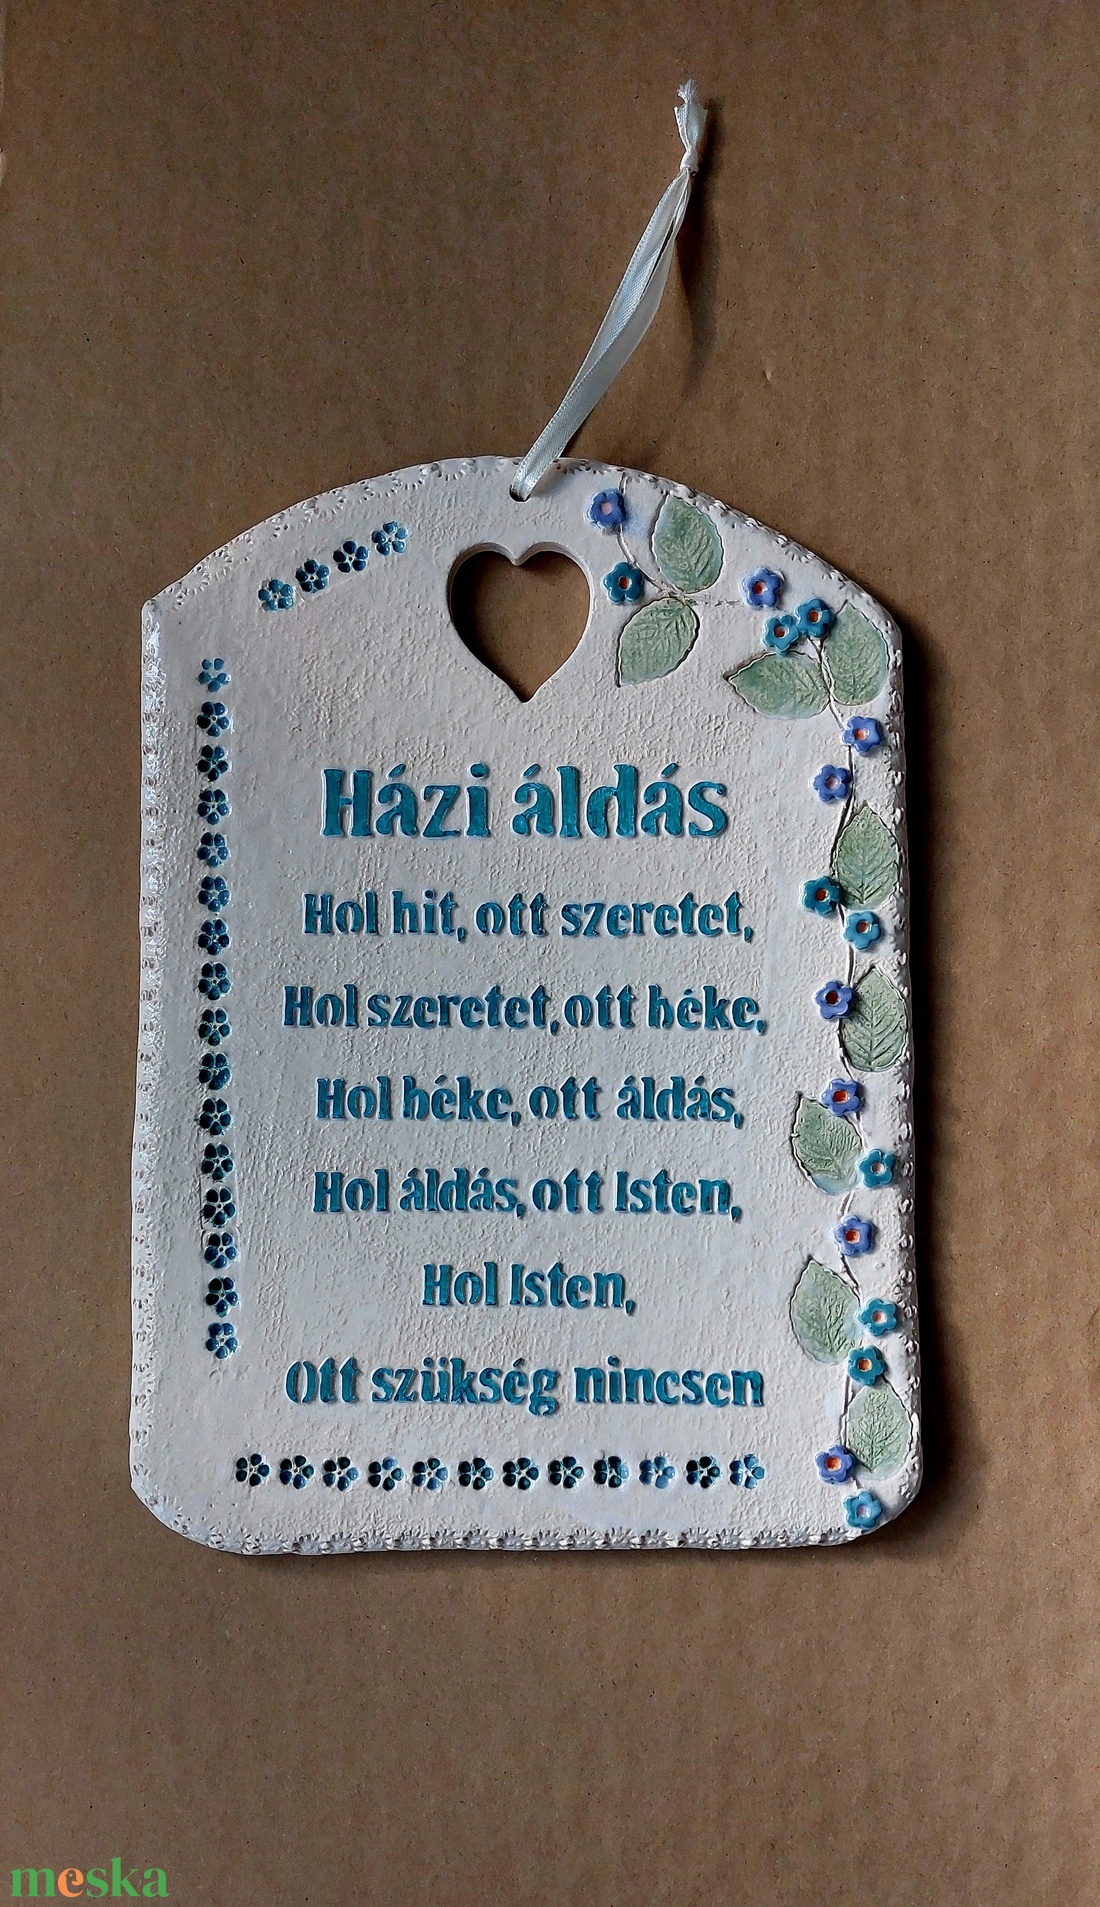 Házi áldás
Hol hit, ott szeretet,
Hol szeretet, ott béke,
Hol béke, ott áldás,
Hol áldás, ott Isten,
Hol Isten,
Ott szükség nincsen
meska